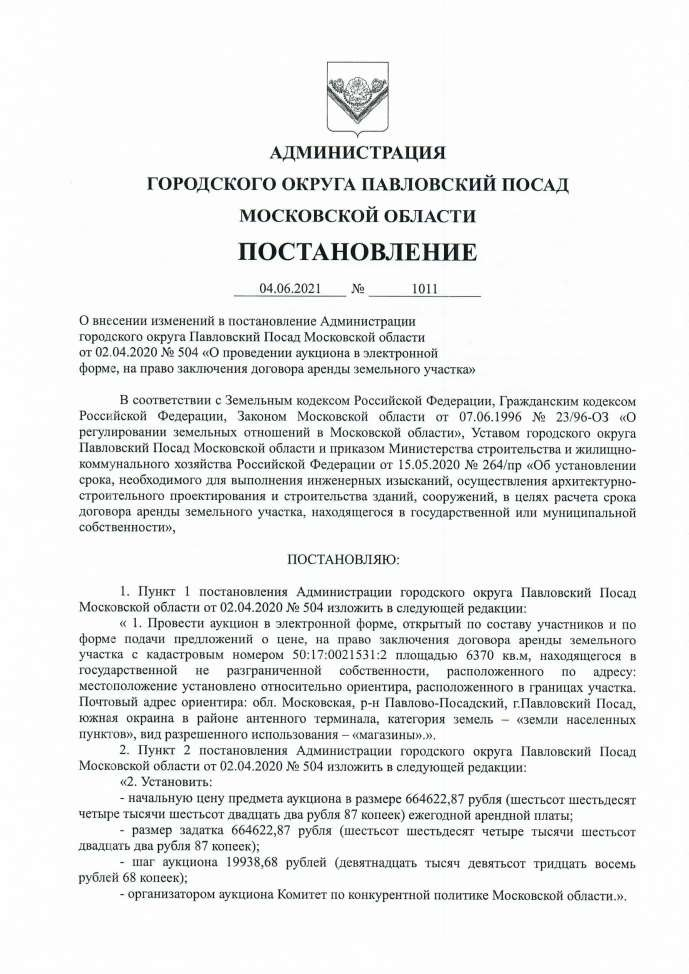 АДМИНИСТРАЦИЯ
ГОРОДСКОГО ОКРУГА ПАВЛОВСКИЙ ПОСАД
МОСКОВСКОЙ ОБЛАСТИ
ПОСТАНОВЛЕНИЕ
04.06.2021 № 1011
О внесении изменений в постановление Администрации
городского округа Павловский Посад Московской области
от 02.04.2020 № 504 «О проведении аукциона в электронной
форме, на право заключения договора аренды земельного участка»
В соответствии с Земельным кодексом Российской Федерации, Гражданским кодексом
Российской Федерации, Законом Московской области от 07.06.1996 № 23/96-ОЗ «О
регулировании земельных отношений в Московской области», Уставом городского округа
Павловский Посад Московской области и приказом Министерства строительства и жилищно-
коммунального хозяйства Российской Федерации от 15.05.2020 № 264/пр «Об установлении
срока, необходимого для выполнения инженерных изысканий, осуществления архитектурно-
строительного проектирования и строительства зданий, сооружений, в целях расчета срока
договора аренды земельного участка, находящегося в государственной или муниципальной
собственности»,
ПОСТАНОВЛЯЮ:
1. Пункт 1 постановления Администрации городского округа Павловский Посад
Московской области от 02.04.2020 № 504 изложить в следующей редакции:
« 1. Провести аукцион в электронной форме, открытый по составу участников и по
форме подачи предложений о цене, на право заключения договора аренды земельного
участка с кадастровым номером 50:17:0021531:2 площадью 6370 кв.м, находящегося в
государственной не разграниченной собственности, расположенного по адресу:
местоположение установлено относительно ориентира, расположенного в границах участка.
Почтовый адрес ориентира: обл. Московская, р-н Павлово-Посадский, г.Павловский Посад,
южная окраина в районе антенного терминала, категория земель – «земли населенных
пунктов», вид разрешенного использования – «магазины».».
2. Пункт 2 постановления Администрации городского округа Павловский Посад
Московской области от 02.04.2020 № 504 изложить в следующей редакции:
«2. Установить:
- начальную цену предмета аукциона в размере 664622,87 рубля (шестьсот шестьдесят
четыре тысячи шестьсот двадцать два рубля 87 копеек) ежегодной арендной платы;
- размер задатка 664622,87 рубля (шестьсот шестьдесят четыре тысячи шестьсот
двадцать два рубля 87 копеек);
- шаг аукциона 19938,68 рублей (девятнадцать тысяч девятьсот тридцать восемь
рублей 68 копеек);
- организатором аукциона Комитет по конкурентной политике Московской области.».